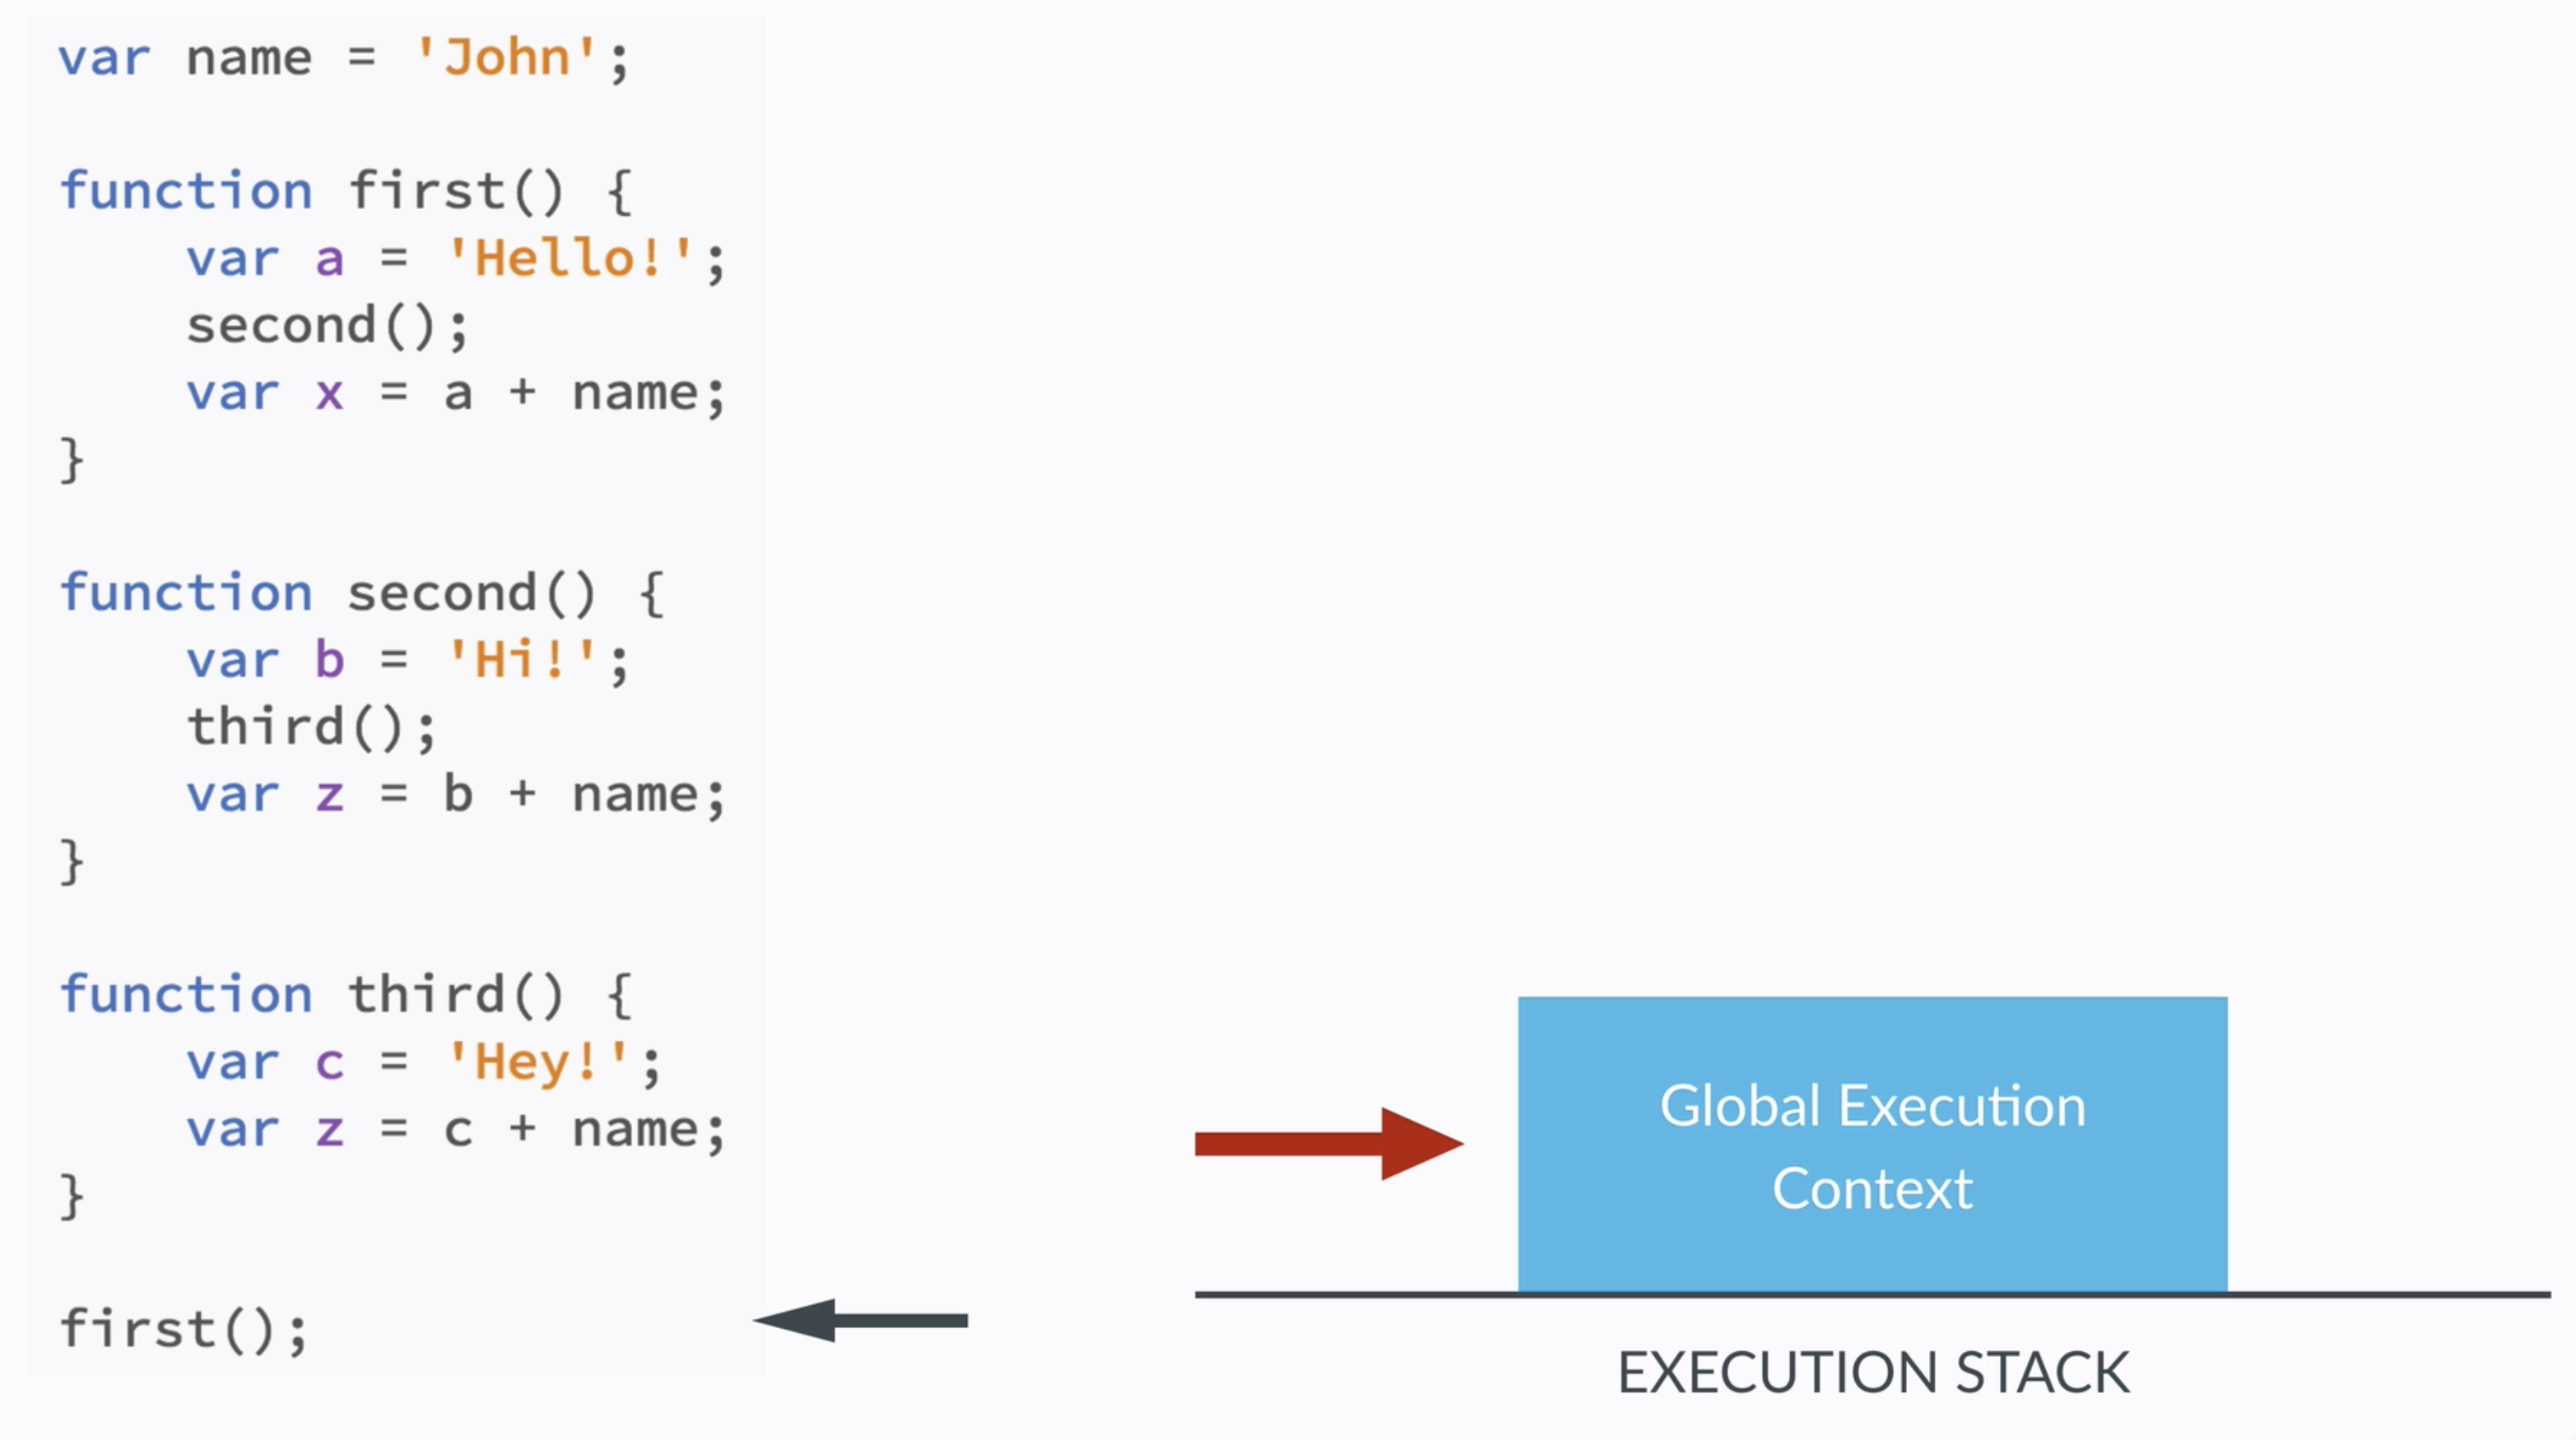 var name = 'John';
function first() {
    var a = 'Hello!';
    second();
    var x = a + name;
}
function second() {
    var b = 'Hi!';
    third();
    var z = b + name;
}
function third() {
    var c = 'Hey!';
    var z = c + name;
}
first();
Global Execution
Context
EXECUTION STACK